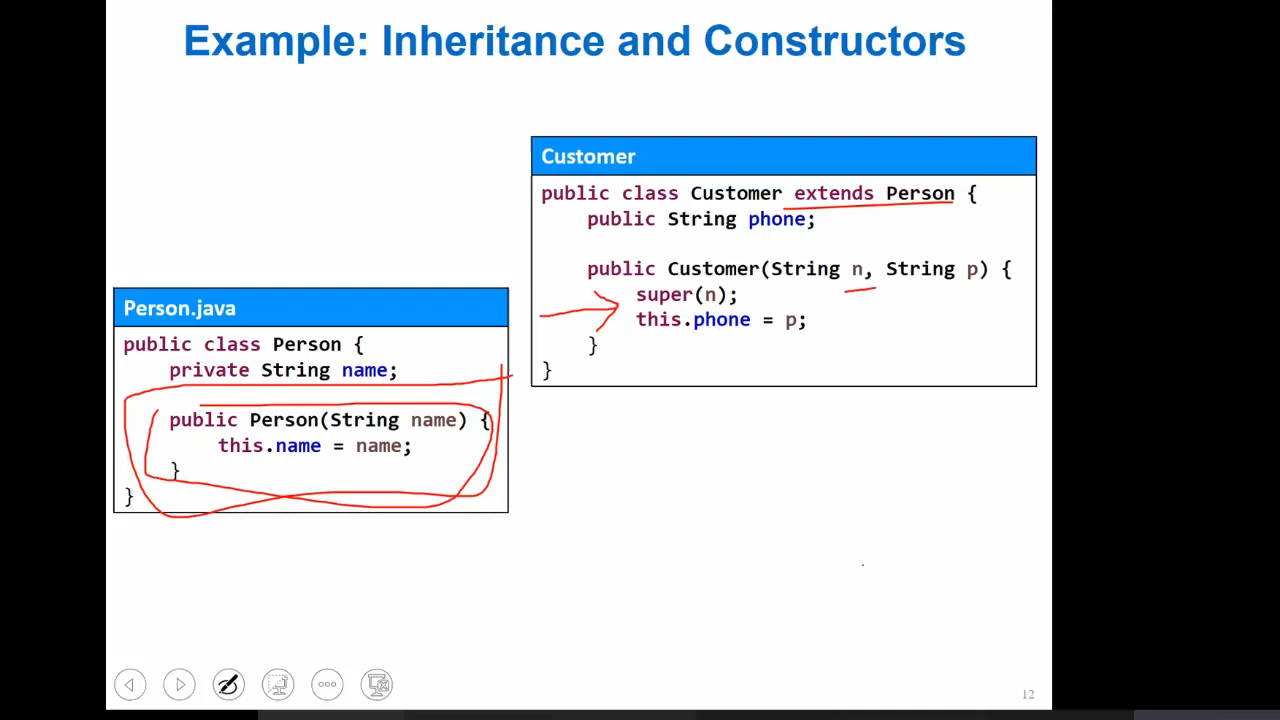 Example: Inheritance and Constructors
Customer
public class Customer extends Person {
public String phone;
public Customer(String n, String p) {
super(n);
this.phone = p;
}
}
Person.java
public class Person {
private String name;
public Person(String name) {
this.name = name;
}
}
12